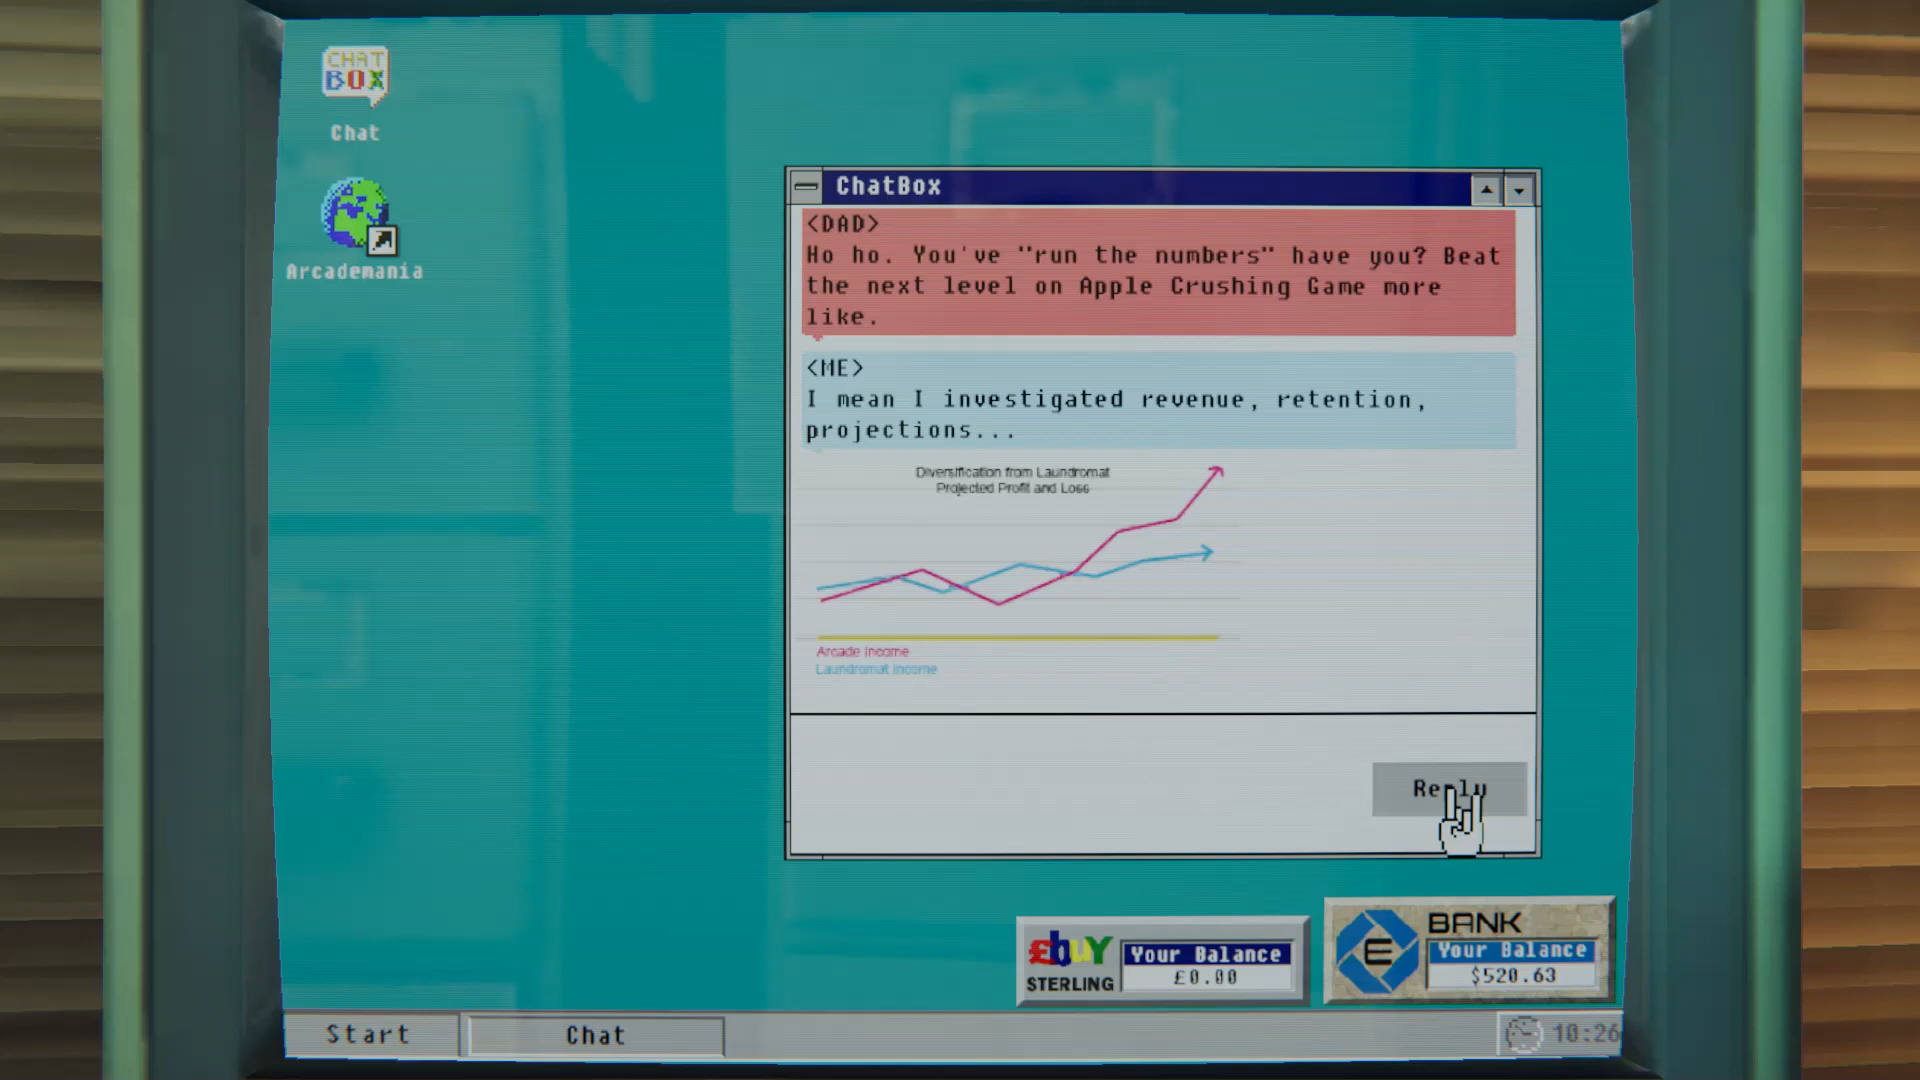 CHAT
BOX
Chat
Arcademania
ChatBox
<DAD>
Ho ho. You've "run the numbers" have you? Beat
the next level on Apple Crushing Game more
like.
<ME>
I mean I investigated revenue, retention,
projections...
Diversification from Laundromat
Projected Profit and Loss
Arcade Income
Laundromat Income
Reply
£buY
STERLING
Your Balance
£0.00
E
BANK
Your Balance
$520.63
Start
Chat
10:26